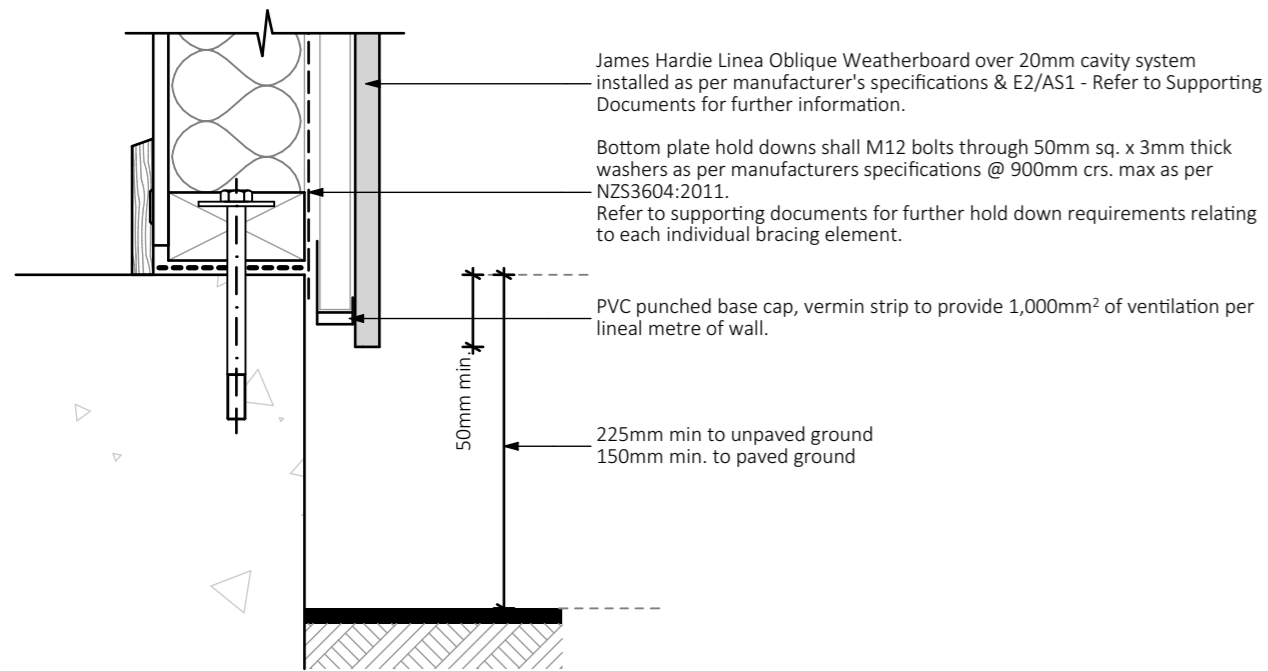 James Hardie Linea Oblique Weatherboard over 20mm cavity system
installed as per manufacturer's specifications & E2/AS1 - Refer to Supporting
Documents for further information.
Bottom plate hold downs shall M12 bolts through 50mm sq. x 3mm thick
washers as per manufacturers specifications @ 900mm crs. max as per
NZS3604:2011.
Refer to supporting documents for further hold down requirements relating
to each individual bracing element.
PVC punched base cap, vermin strip to provide 1,000mm² of ventilation per
lineal metre of wall.
50mm min.
225mm min to unpaved ground
150mm min. to paved ground